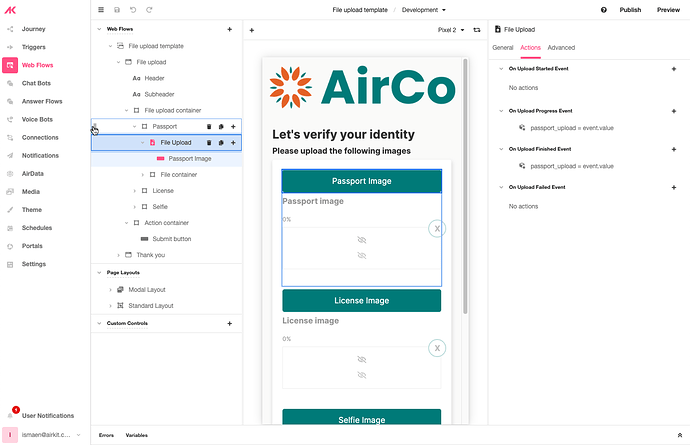 File upload template / Development
Publish
Preview
Journey
Triggers
Web Flows
Chat Bots
Answer Flows
Voice Bots
Connections
Notifications
AirData
Media
Theme
Schedules
Portals
Settings
1
User Notifications
I
ismaen@airkit.c...
Web Flows
File upload template
File upload
Aa Header
Aa Subheader
File upload container
Passport
File Upload
Passport Image
File container
License
Selfie
Action container
Submit button
Thank you
Page Layouts
Modal Layout
Standard Layout
Custom Controls
Errors
Variables
Pixel 2
AirCo
Let's verify your identity
Please upload the following images
Passport Image
Passport image
0%
X
License Image
License image
0%
X
Selfie Image
File Upload
General
Actions
Advanced
On Upload Started Event
No actions
On Upload Progress Event
passport_upload = event.value
On Upload Finished Event
passport_upload = event.value
On Upload Failed Event
No actions